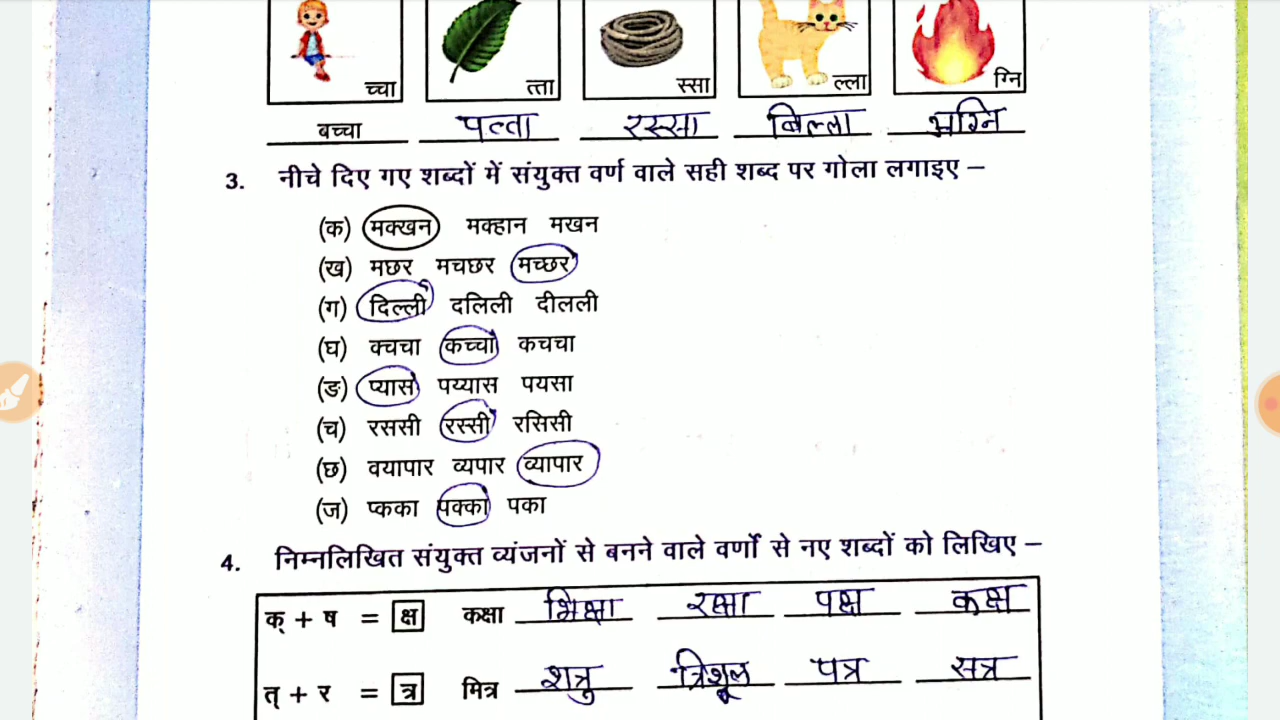 च्चा त्ता स्सा ल्ला ग्नि
बच्चा पत्ता रस्सा बिल्ला अग्नि
3. नीचे दिए गए शब्दों में संयुक्त वर्ण वाले सही शब्द पर गोला लगाइए –
(क) मक्खन मक्हान मखन
(ख) मछर मचछर मच्छर
(ग) दिल्ली दलिली दीलली
(घ) क्चचा कच्चा कचचा
(ङ) प्यास पय्यास पयसा
(च) रससी रस्सी रसिसी
(छ) वयापार व्यपार व्यापार
(ज) प्कका पक्का पका
4. निम्नलिखित संयुक्त व्यंजनों से बनने वाले वर्णों से नए शब्दों को लिखिए –
क् + ष = क्ष कक्षा भिक्षा रक्षा पक्ष कक्ष
त् + र = त्र मित्र शत्रु त्रिशूल पत्र सत्र